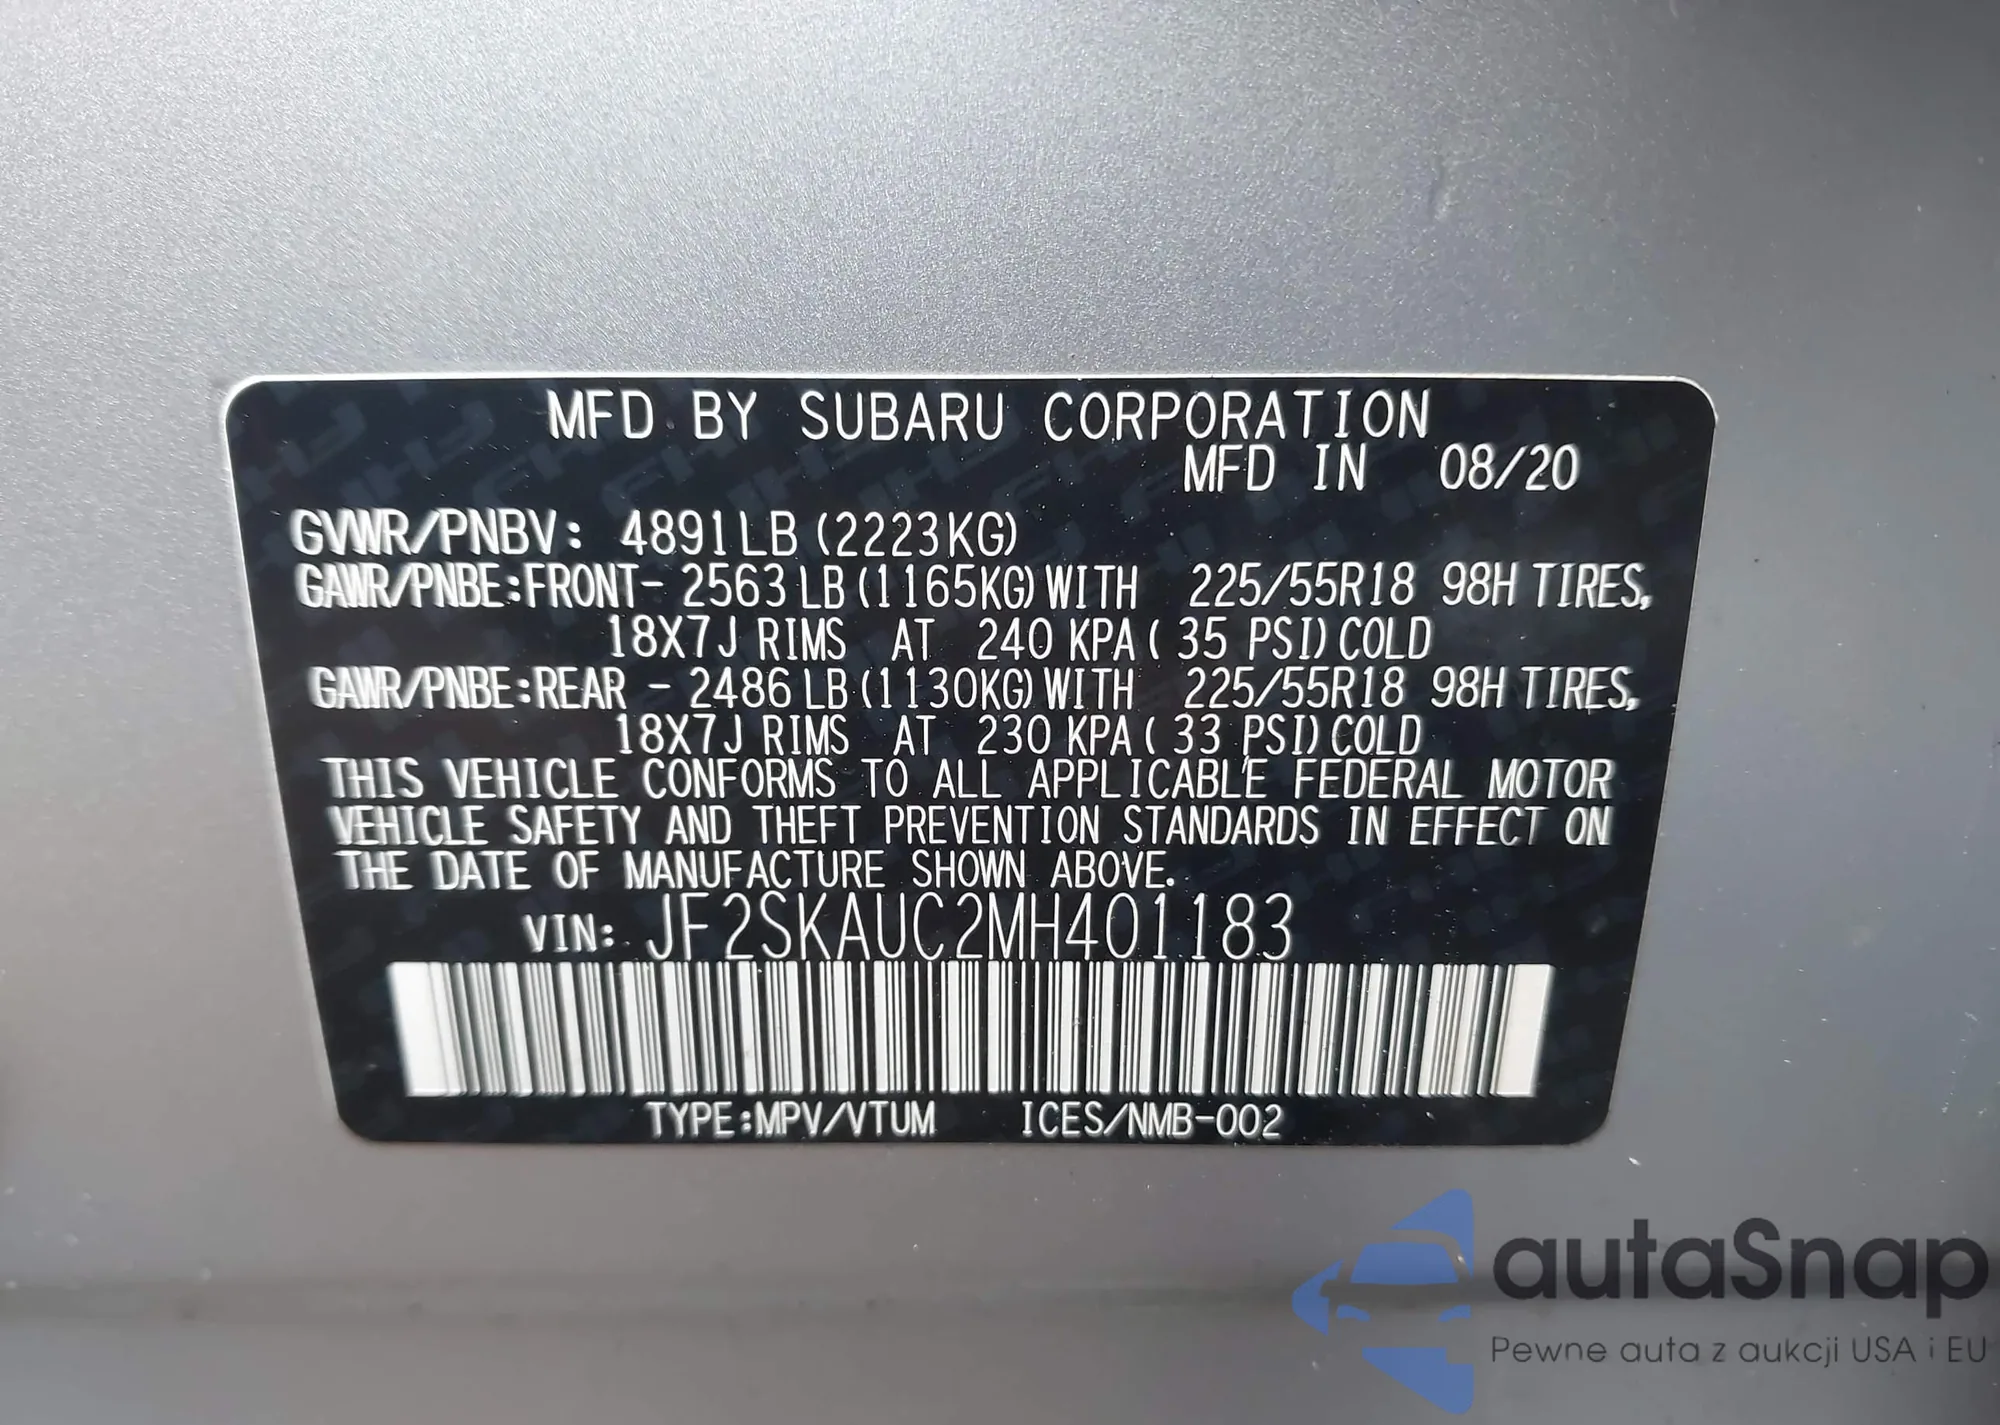 MFD BY SUBARU CORPORATION
MFD IN 08/20
GVWR/PNBV: 4891LB (2223KG)
GAWR/PNBE:FRONT- 2563 LB (1165KG) WITH 225/55R18 98H TIRES,
18X7J RIMS AT 240 KPA ( 35 PSI) COLD
GAWR/PNBE:REAR - 2486 LB (1130KG) WITH 225/55R18 98H TIRES,
18X7J RIMS AT 230 KPA ( 33 PSI) COLD
THIS VEHICLE CONFORMS TO ALL APPLICABLE FEDERAL MOTOR
VEHICLE SAFETY AND THEFT PREVENTION STANDARDS IN EFFECT ON
THE DATE OF MANUFACTURE SHOWN ABOVE.
VIN: JF2SKAUC2MH401183
TYPE:MPV/VTUM ICES/NMB-002
autaSnap
Pewne auta z aukcji USA i EU